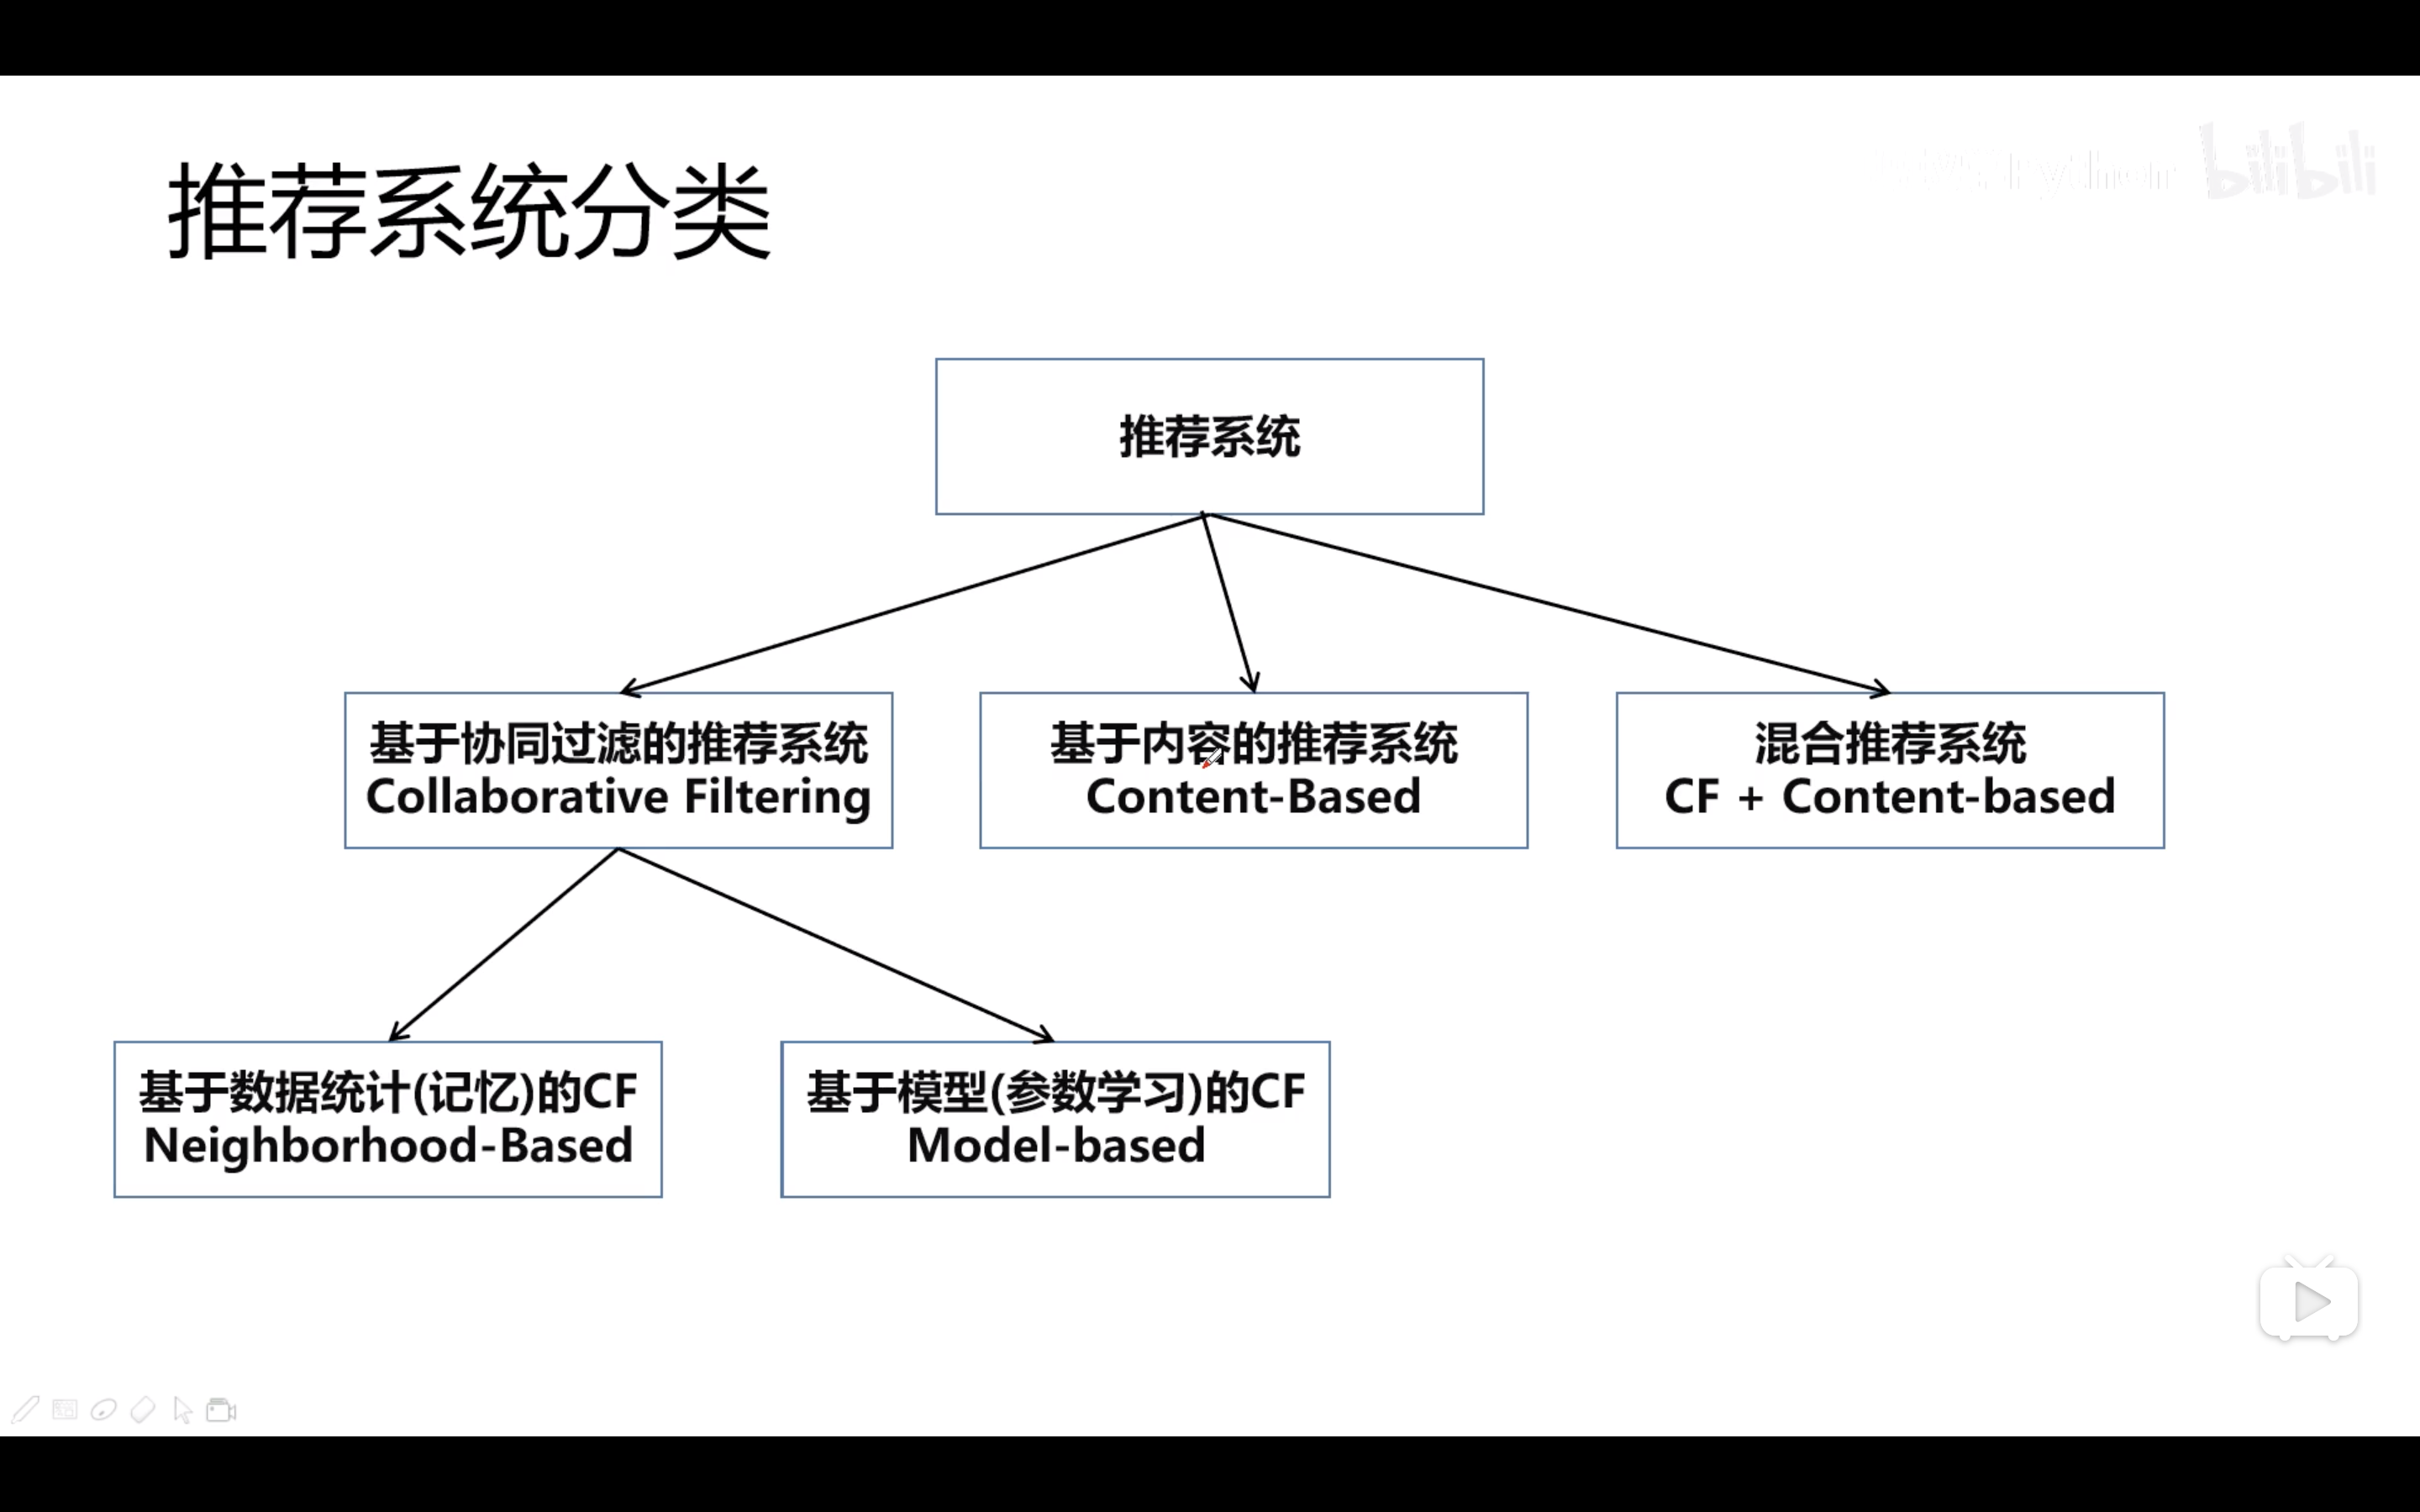 推荐系统分类
bilibili
推荐系统
基于协同过滤的推荐系统
Collaborative Filtering
基于内容的推荐系统
Content-Based
混合推荐系统
CF + Content-based
基于数据统计(记忆)的CF
Neighborhood-Based
基于模型(参数学习)的CF
Model-based